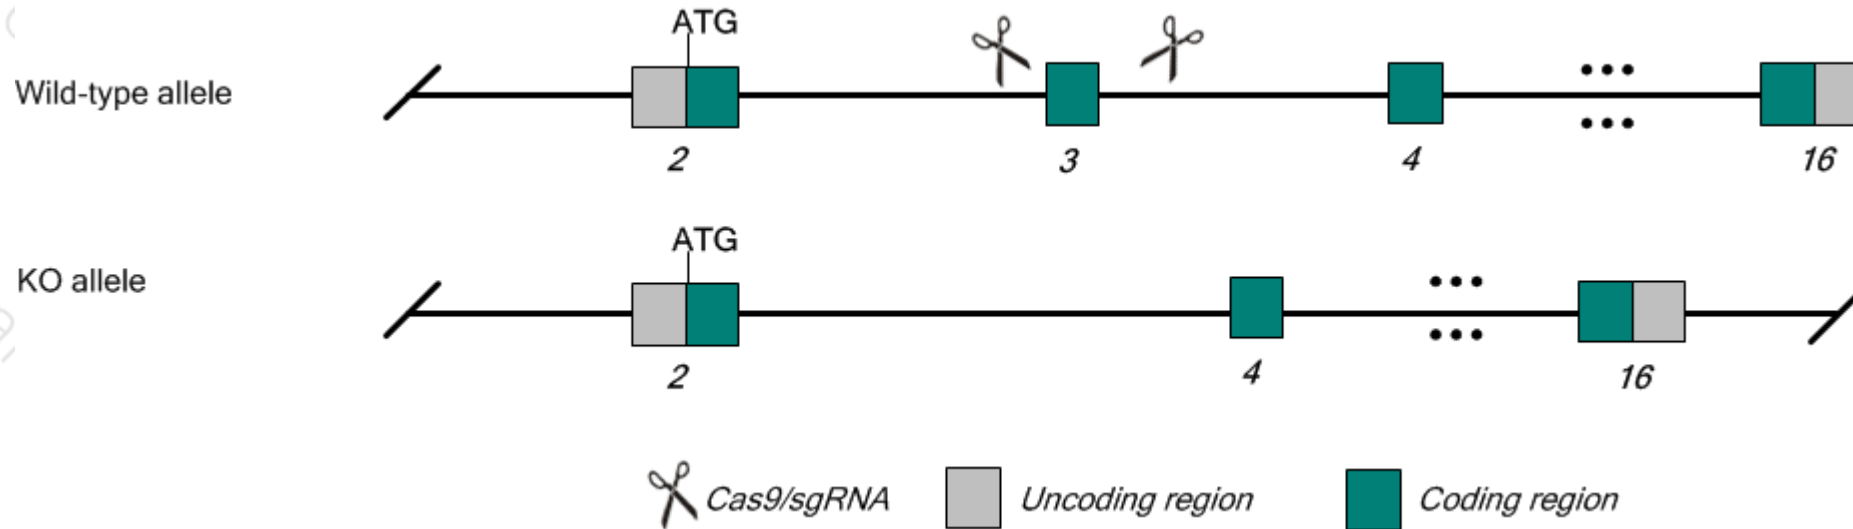 ATG
Wild-type allele
2 3 4 16
ATG
KO allele
2 4 16
Cas9/sgRNA Uncoding region Coding region